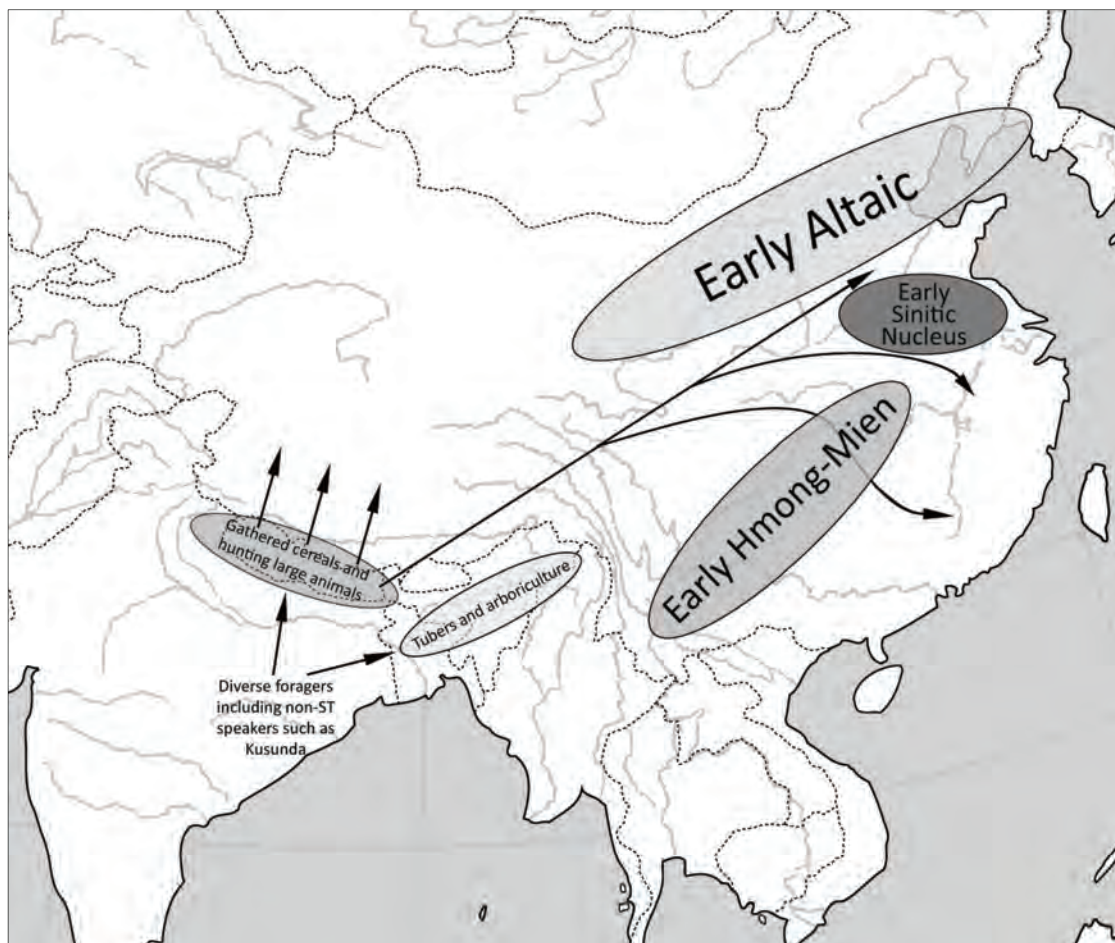 Early Altaic
Early
Sinitic
Nucleus
Early Hmong-Mien
Gathered cereals and
hunting large animals
Tubers and arboriculture
Diverse foragers
including non-ST
speakers such as
Kusunda